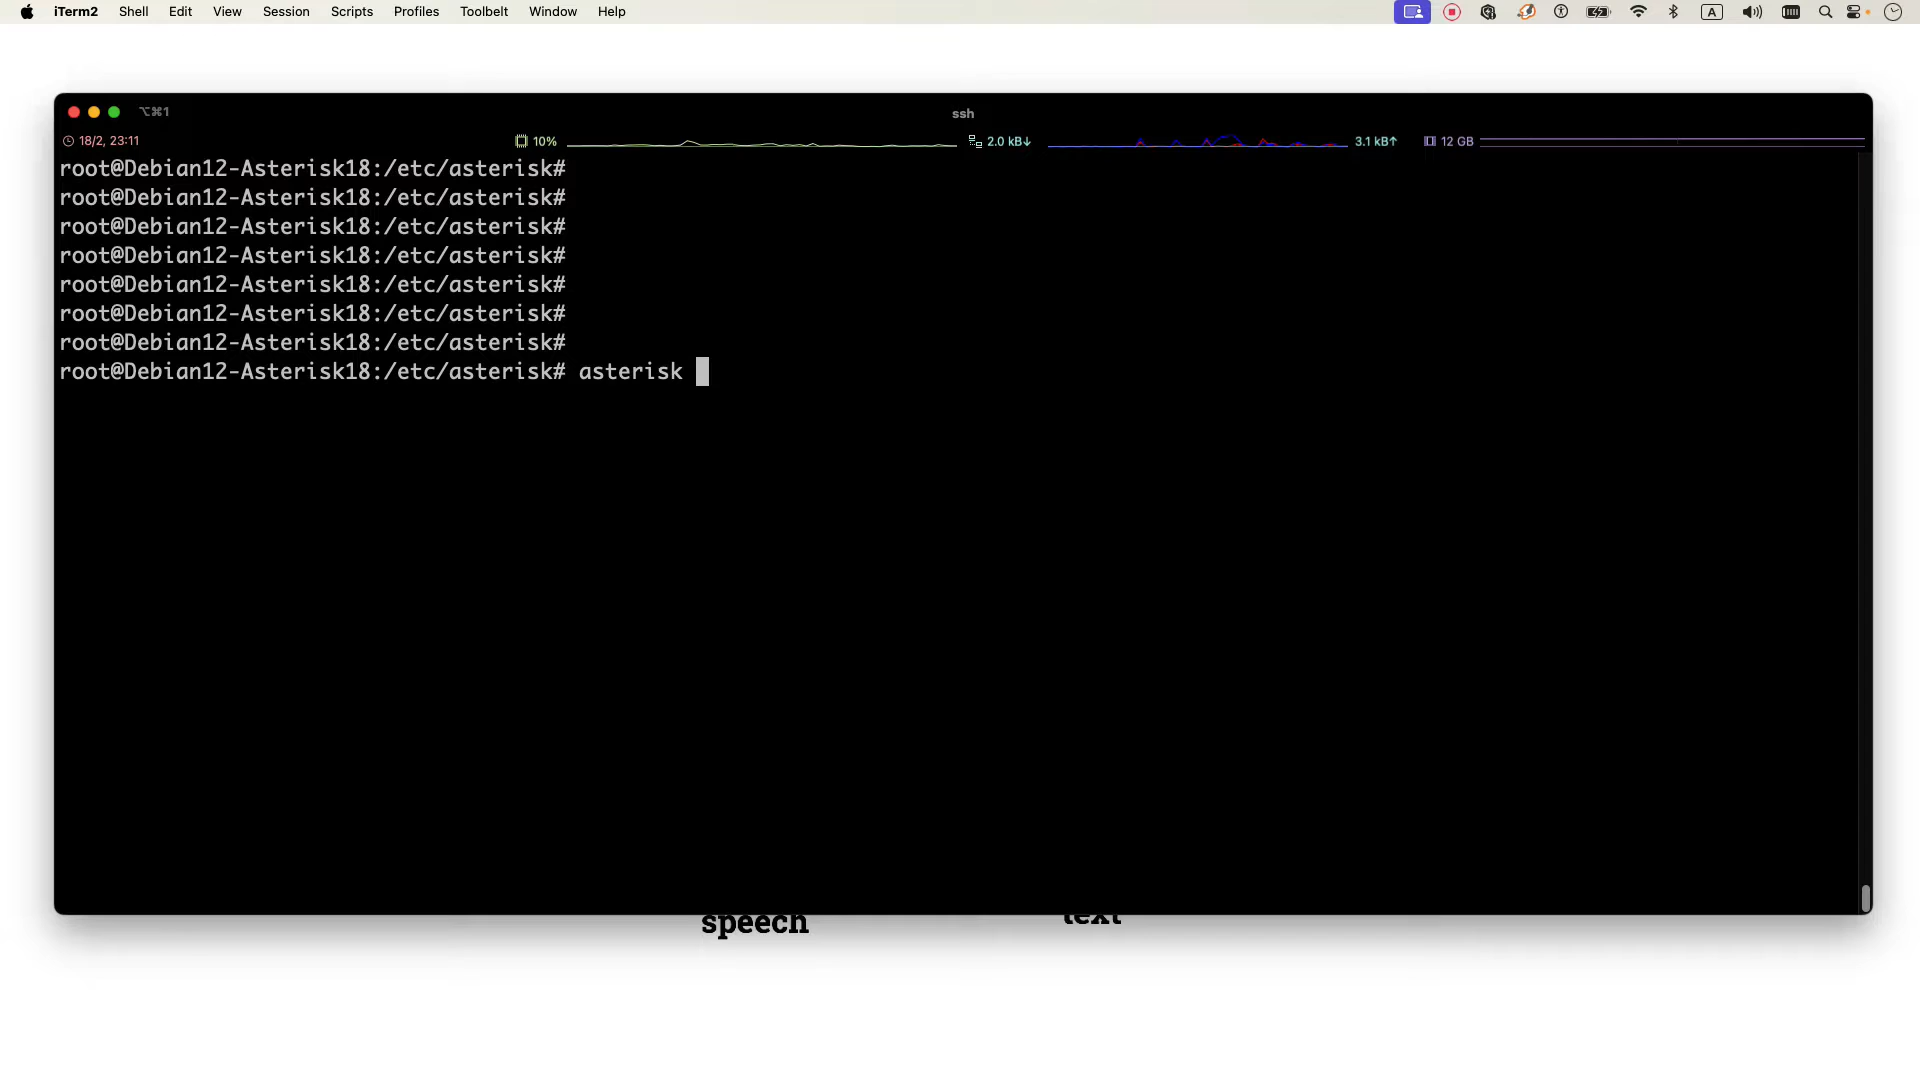 iTerm2 Shell Edit View Session Scripts Profiles Toolbelt Window Help A
⌥⌘1 ssh
18/2, 23:11 10% 2.0 kB↓ 3.1 kB↑ 12 GB
root@Debian12-Asterisk18:/etc/asterisk#
root@Debian12-Asterisk18:/etc/asterisk#
root@Debian12-Asterisk18:/etc/asterisk#
root@Debian12-Asterisk18:/etc/asterisk#
root@Debian12-Asterisk18:/etc/asterisk#
root@Debian12-Asterisk18:/etc/asterisk#
root@Debian12-Asterisk18:/etc/asterisk#
root@Debian12-Asterisk18:/etc/asterisk# asterisk
speech text